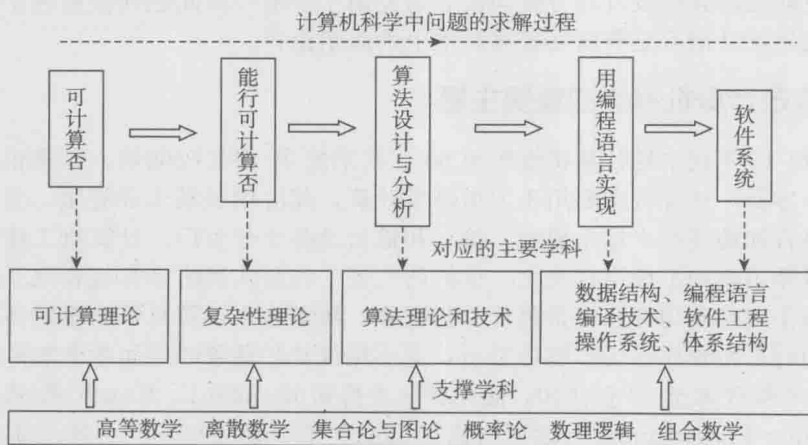 计算机科学中问题的求解过程
可计算否
能行可计算否
算法设计与分析
用编程语言实现
软件系统
对应的主要学科
可计算理论
复杂性理论
算法理论和技术
数据结构、编程语言
编译技术、软件工程
操作系统、体系结构
支撑学科
高等数学 离散数学 集合论与图论 概率论 数理逻辑 组合数学